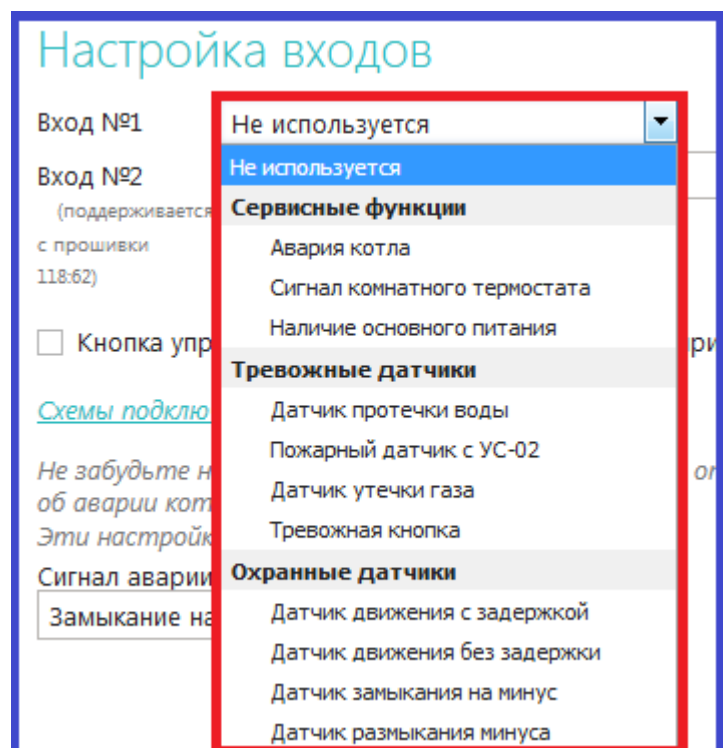 Настройка входов
Вход №1
Не используется
Вход №2
(поддерживается
с прошивки
118:62)
Не используется
Сервисные функции
Авария котла
Сигнал комнатного термостата
Наличие основного питания
Тревожные датчики
Датчик протечки воды
Пожарный датчик с УС-02
Датчик утечки газа
Тревожная кнопка
Охранные датчики
Датчик движения с задержкой
Датчик движения без задержки
Датчик замыкания на минус
Датчик размыкания минуса
Кнопка упр
Схемы подклю
Не забудьте н
об аварии кот
Эти настройк
Сигнал аварии
Замыкание на